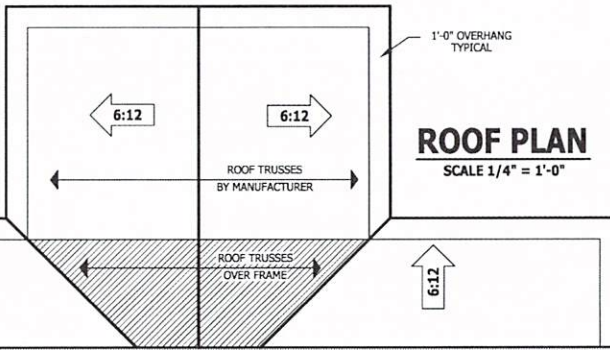 1'-0" OVERHANG
TYPICAL
6:12
6:12
ROOF PLAN
SCALE 1/4" = 1'-0"
ROOF TRUSSES
BY MANUFACTURER
ROOF TRUSSES
OVER FRAME
6:12